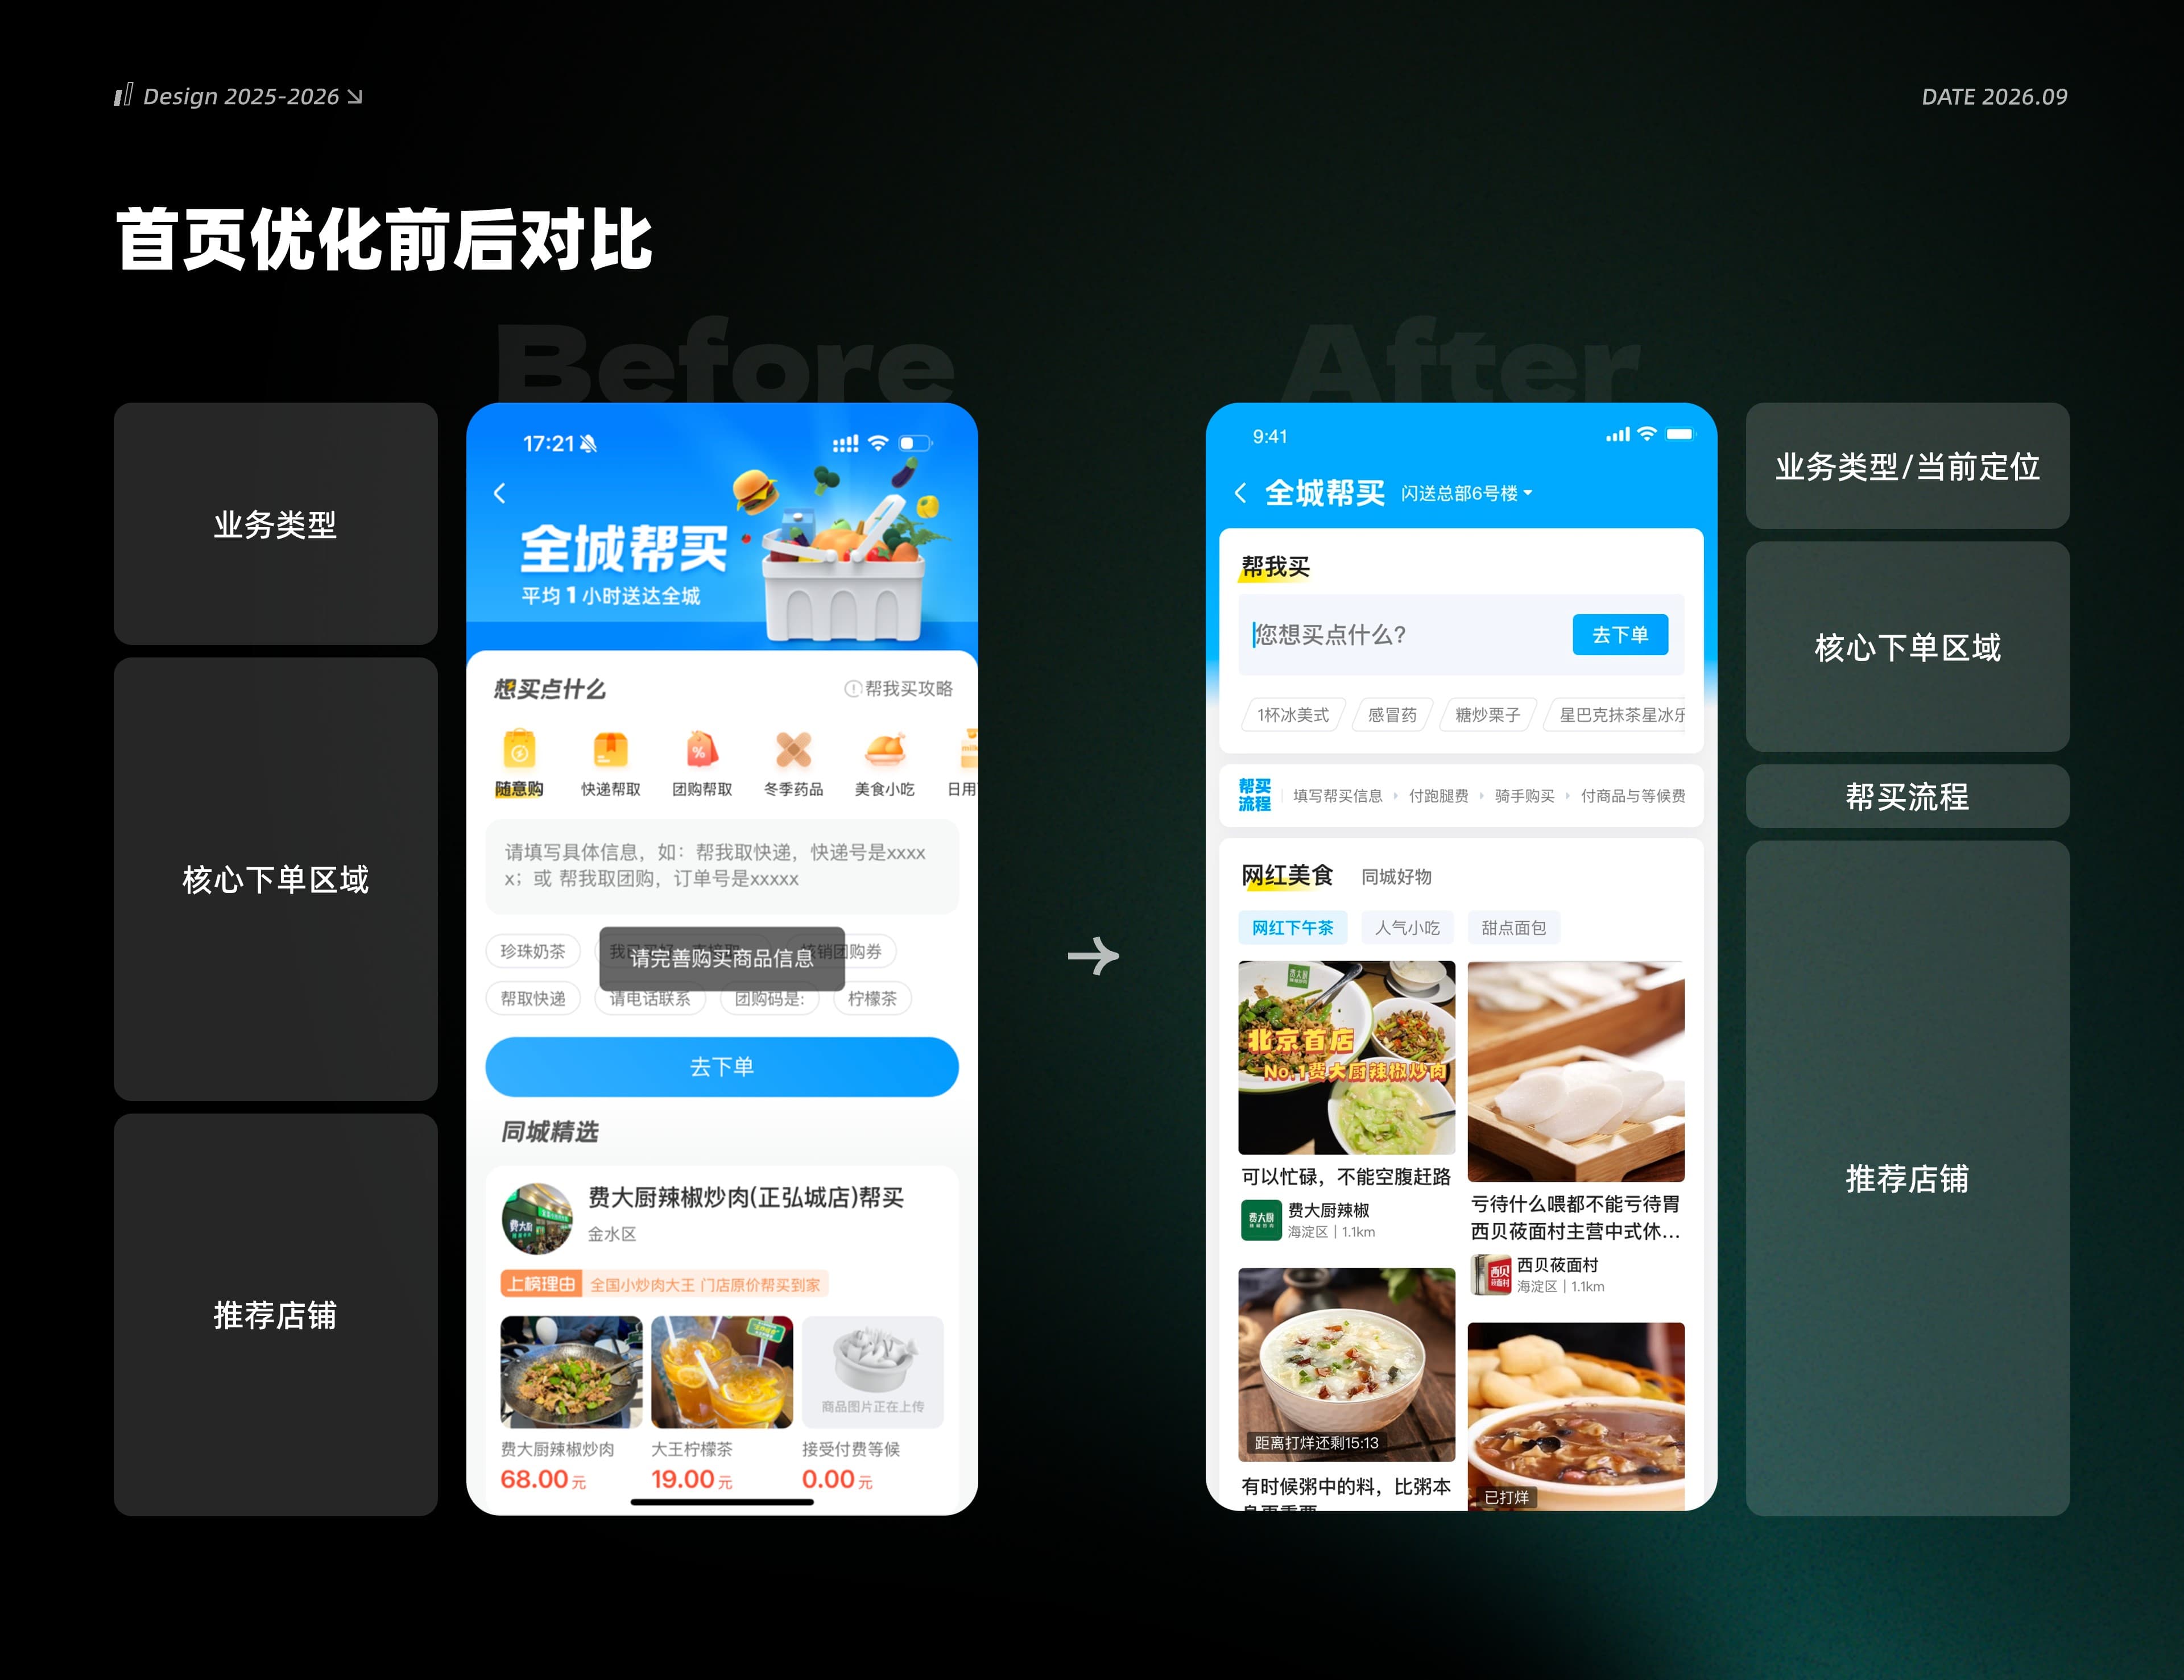 Design 2025-2026
DATE 2026.09
首页优化前后对比
Before
After
业务类型
核心下单区域
推荐店铺
17:21
全城帮买
平均1小时送达全城
想买点什么
帮我买攻略
随意购
快递帮取
团购帮取
冬季药品
美食小吃
日用
请填写具体信息，如：帮我取快递，快递号是xxxx
x；或 帮我取团购，订单号是xxxxx
珍珠奶茶
销团购券
请完善购买商品信息
帮取快递
请电话联系
团购码是:
柠檬茶
去下单
同城精选
费大厨
费大厨辣椒炒肉(正弘城店)帮买
金水区
上榜理由
全国小炒肉大王 门店原价帮买到家
商品图片正在上传
费大厨辣椒炒肉
大王柠檬茶
接受付费等候
68.00元
19.00元
0.00元
9:41
全城帮买
闪送总部6号楼
帮我买
您想买点什么?
去下单
1杯冰美式
感冒药
糖炒栗子
星巴克抹茶星冰乐
帮买
流程
填写帮买信息
付跑腿费
骑手购买
付商品与等候费
网红美食
同城好物
网红下午茶
人气小吃
甜点面包
费大厨
北京首店
No.1费大厨辣椒炒肉
可以忙碌，不能空腹赶路
费大厨
费大厨辣椒
海淀区 | 1.1km
亏待什么喂都不能亏待胃
西贝莜面村主营中式休...
西贝
莜面村
西贝莜面村
海淀区 | 1.1km
距离打烊还剩15:13
有时候粥中的料，比粥本
已打烊
业务类型/当前定位
核心下单区域
帮买流程
推荐店铺